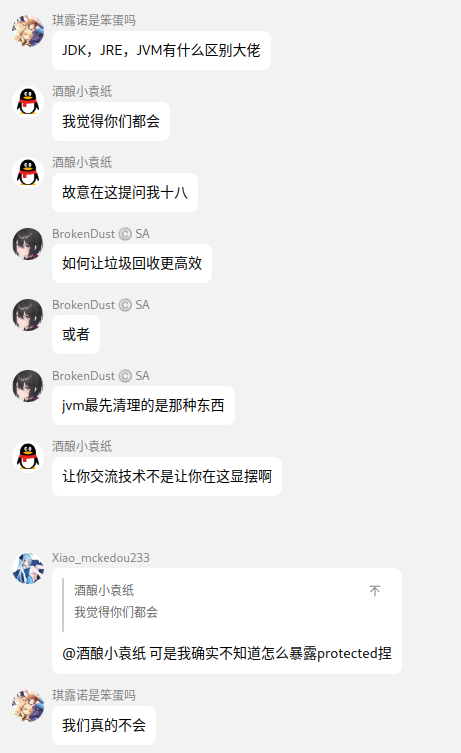 琪露诺是笨蛋吗
JDK，JRE，JVM有什么区别大佬
酒酿小袁纸
我觉得你们都会
酒酿小袁纸
故意在这提问我十八
BrokenDust Ⓒ SA
如何让垃圾回收更高效
BrokenDust Ⓒ SA
或者
BrokenDust Ⓒ SA
jvm最先清理的是那种东西
酒酿小袁纸
让你交流技术不是让你在这显摆啊
Xiao_mckedou233
酒酿小袁纸
我觉得你们都会
@酒酿小袁纸 可是我确实不知道怎么暴露protected捏
琪露诺是笨蛋吗
我们真的不会